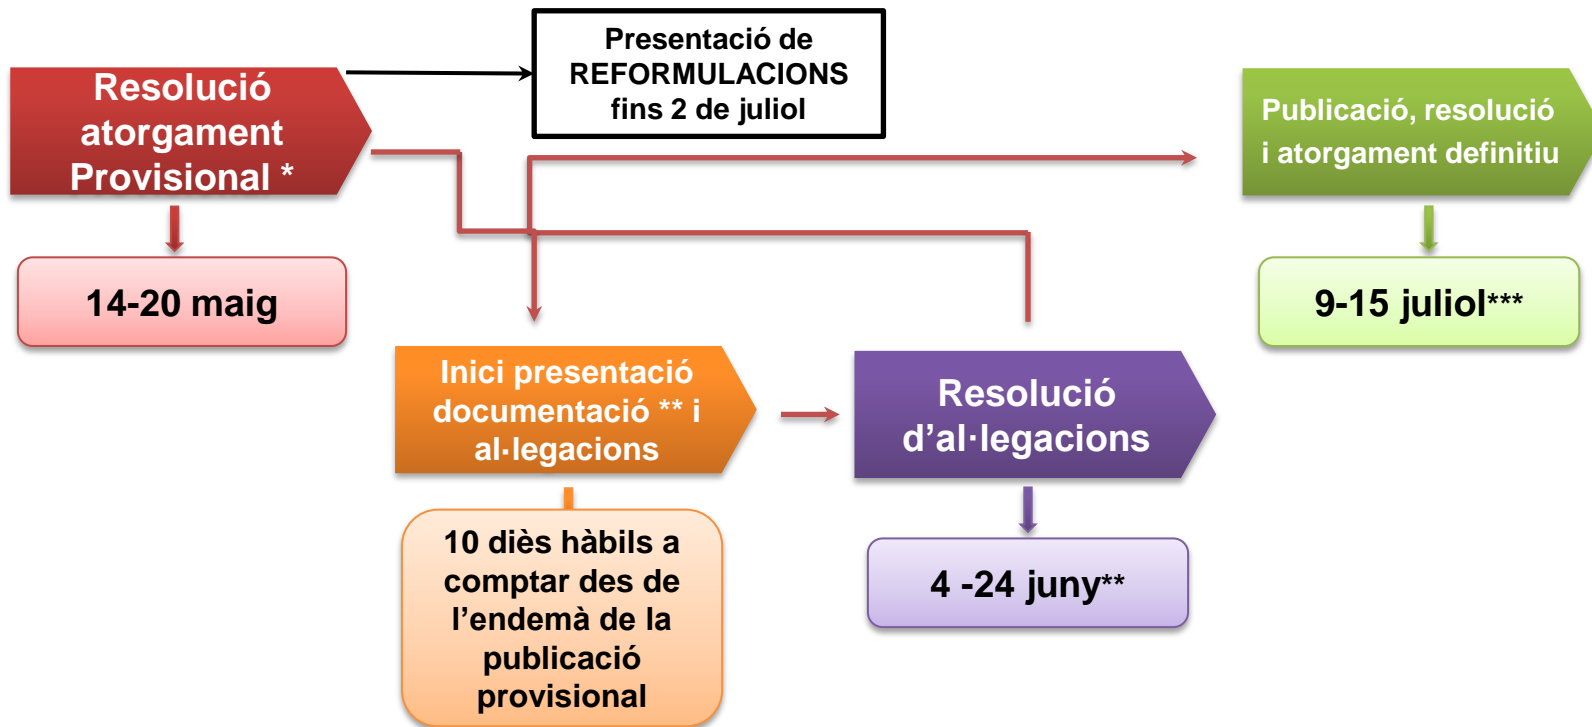 Resolució
atorgament
Provisional *
14-20 maig
Presentació de
REFORMULACIONS
fins 2 de juliol
Inici presentació
documentació ** i
al·legacions
10 diès hàbils a
comptar des de
l’endemà de la
publicació
provisional
Resolució
d’al·legacions
4 -24 juny**
Publicació, resolució
i atorgament definitiu
9-15 juliol***